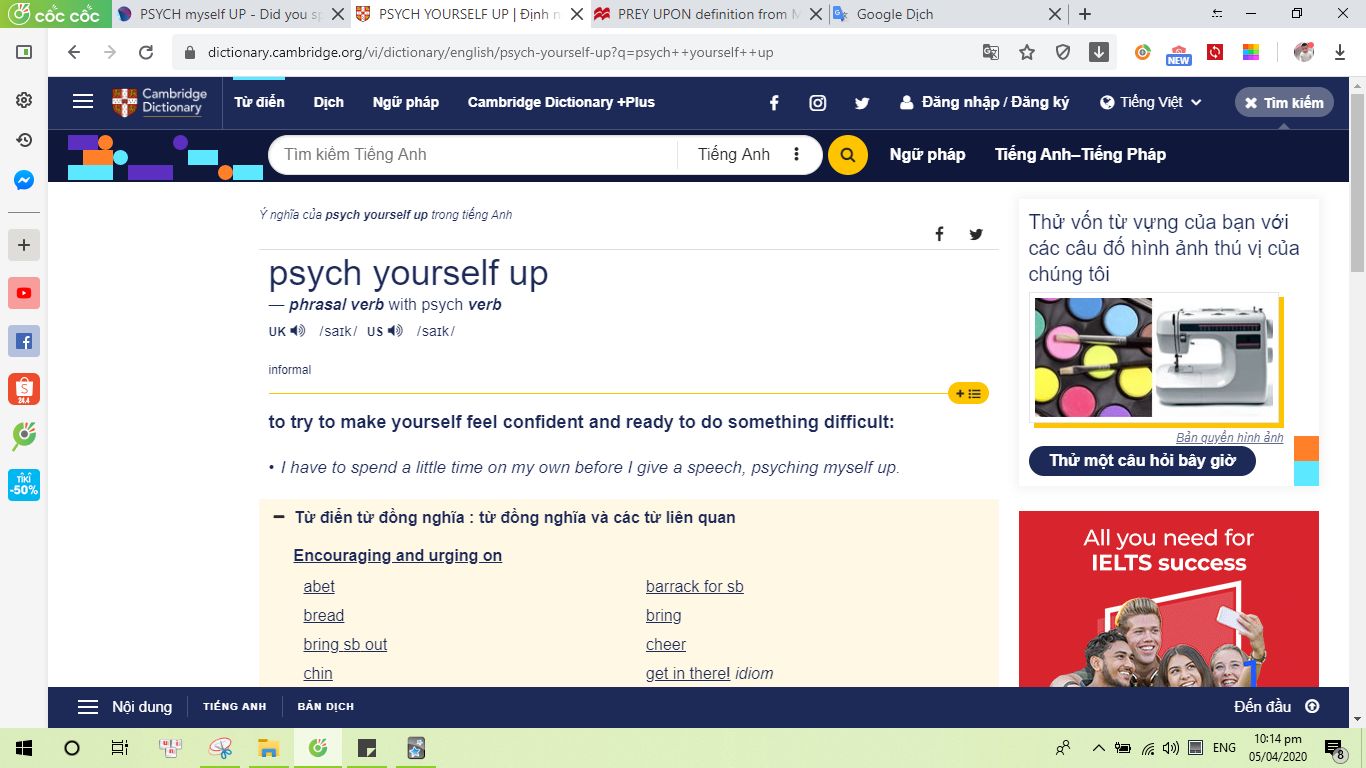 cốc cốc
PSYCH myself UP - Did you sp
PSYCH YOURSELF UP | Định n
PREY UPON definition from M
Google Dịch
dictionary.cambridge.org/vi/dictionary/english/psych-yourself-up?q=psych++yourself++up
NEW
Cambridge Dictionary
Từ điển
Dịch
Ngữ pháp
Cambridge Dictionary +Plus
Đăng nhập / Đăng ký
Tiếng Việt
Tìm kiếm
Tìm kiếm Tiếng Anh
Tiếng Anh
Ngữ pháp
Tiếng Anh–Tiếng Pháp
Ý nghĩa của psych yourself up trong tiếng Anh
psych yourself up
— phrasal verb with psych verb
UK /saɪk/ US /saɪk/
informal
to try to make yourself feel confident and ready to do something difficult:
• I have to spend a little time on my own before I give a speech, psyching myself up.
Từ điển từ đồng nghĩa : từ đồng nghĩa và các từ liên quan
Encouraging and urging on
abet
barrack for sb
bread
bring
bring sb out
cheer
chin
get in there! idiom
Thử vốn từ vựng của bạn với
các câu đố hình ảnh thú vị của
chúng tôi
Bản quyền hình ảnh
Thử một câu hỏi bây giờ
All you need for
IELTS success
1
S
24.4
TIKI
-50%
Nội dung
TIẾNG ANH
BẢN DỊCH
Đến đầu
ENG
10:14 pm
05/04/2020
8